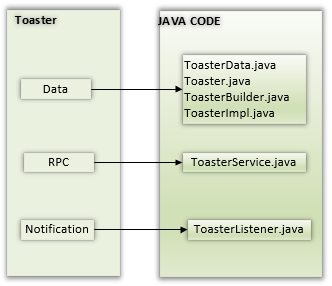 Toaster
JAVA CODE
Data
ToasterData.java
Toaster.java
ToasterBuilder.java
ToasterImpl.java
RPC
ToasterService.java
Notification
ToasterListener.java